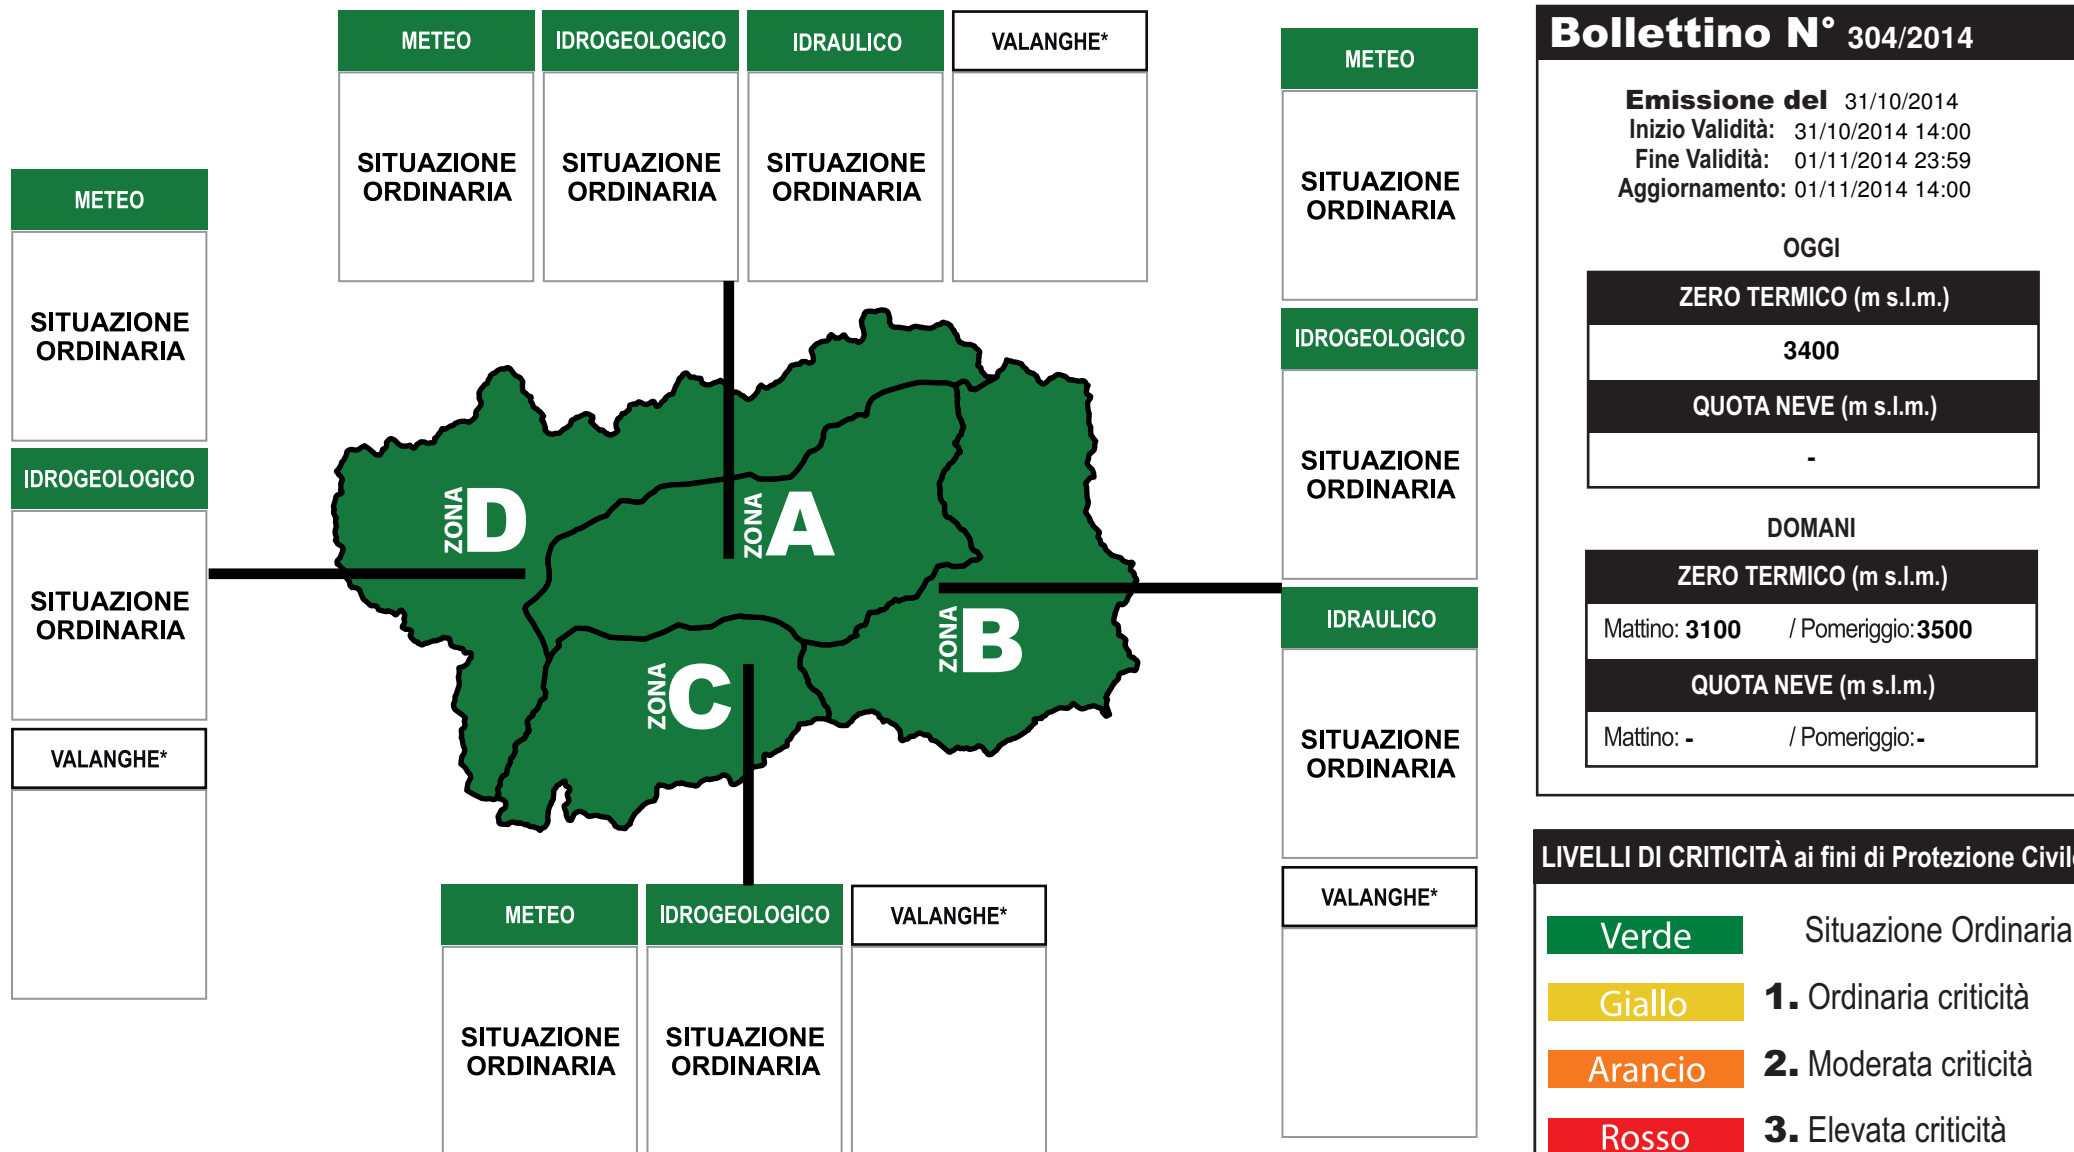 METEO
IDROGEOLOGICO
IDRAULICO
VALANGHE*
SITUAZIONE
ORDINARIA
SITUAZIONE
ORDINARIA
SITUAZIONE
ORDINARIA
METEO
SITUAZIONE
ORDINARIA
IDROGEOLOGICO
SITUAZIONE
ORDINARIA
VALANGHE*
ZONA D
ZONA A
ZONA B
ZONA C
METEO
SITUAZIONE
ORDINARIA
IDROGEOLOGICO
SITUAZIONE
ORDINARIA
IDRAULICO
SITUAZIONE
ORDINARIA
VALANGHE*
METEO
IDROGEOLOGICO
VALANGHE*
SITUAZIONE
ORDINARIA
SITUAZIONE
ORDINARIA
Bollettino N° 304/2014
Emissione del 31/10/2014
Inizio Validità: 31/10/2014 14:00
Fine Validità: 01/11/2014 23:59
Aggiornamento: 01/11/2014 14:00
OGGI
ZERO TERMICO (m s.l.m.)
3400
QUOTA NEVE (m s.l.m.)
-
DOMANI
ZERO TERMICO (m s.l.m.)
Mattino: 3100 / Pomeriggio: 3500
QUOTA NEVE (m s.l.m.)
Mattino: - / Pomeriggio: -
LIVELLI DI CRITICITÀ ai fini di Protezione Civile
Verde Situazione Ordinaria
Giallo 1. Ordinaria criticità
Arancio 2. Moderata criticità
Rosso 3. Elevata criticità